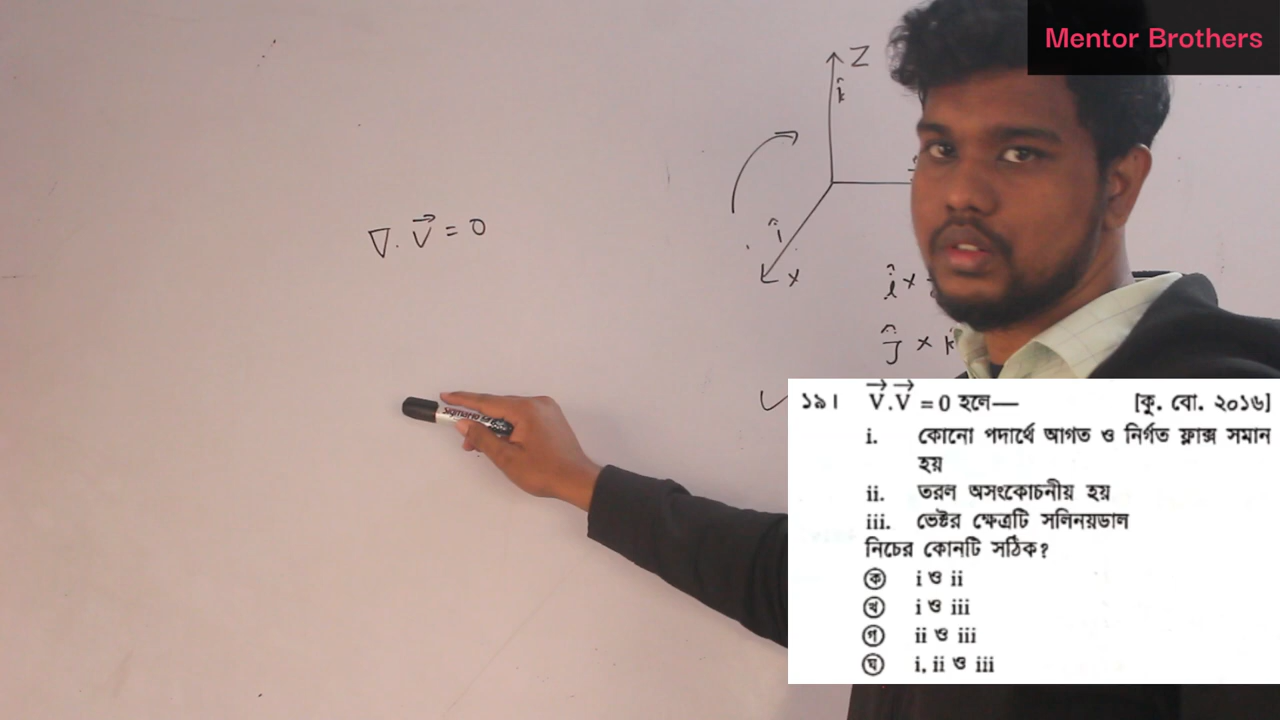 Mentor Brothers
Z
k̂
∇. V⃗ = 0
î
X
î ×
ĵ × k
১৯। V⃗.V⃗ = 0 হলে— [কু. বো. ২০১৬]
i. কোনো পদার্থে আগত ও নির্গত ফ্লাক্স সমান
হয়
ii. তরল অসংকোচনীয় হয়
iii. ভেক্টর ক্ষেত্রটি সলিনয়ডাল
নিচের কোনটি সঠিক?
ক i ও ii
খ i ও iii
গ ii ও iii
ঘ i, ii ও iii